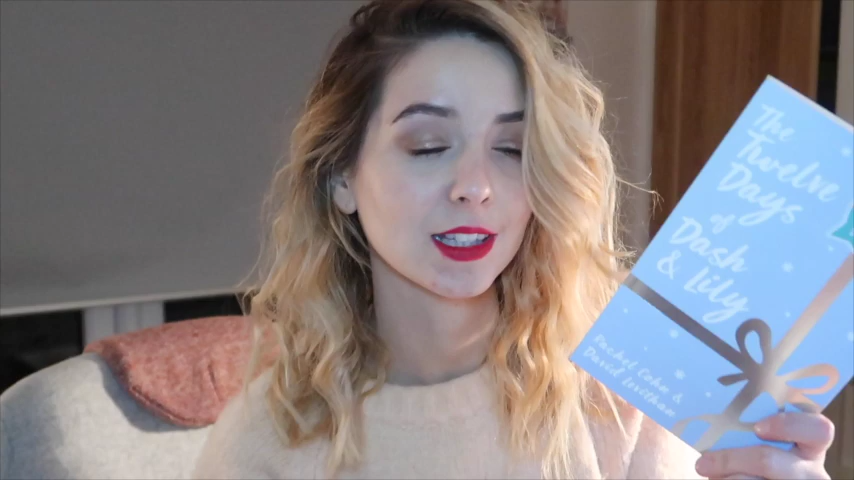 The
Twelve
Days
of
Dash
& Lily
Rachel Cohn &
David Levithan